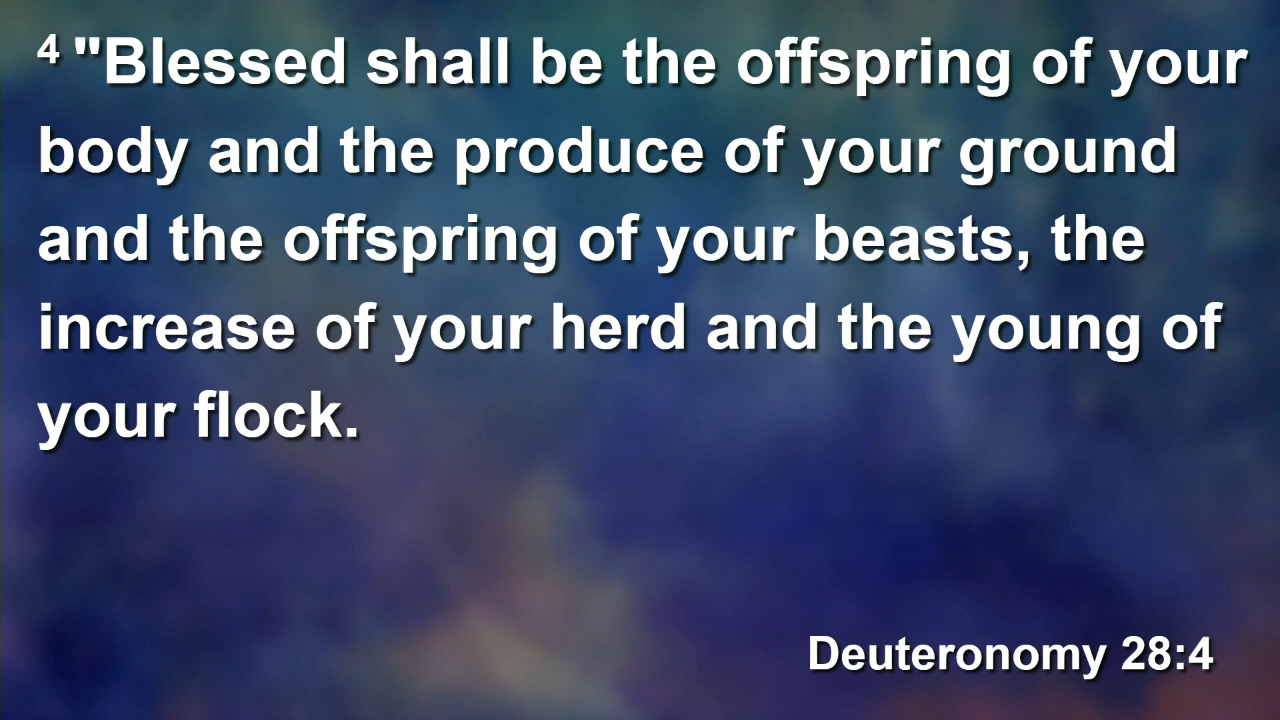 4 "Blessed shall be the offspring of your
body and the produce of your ground
and the offspring of your beasts, the
increase of your herd and the young of
your flock.
Deuteronomy 28:4